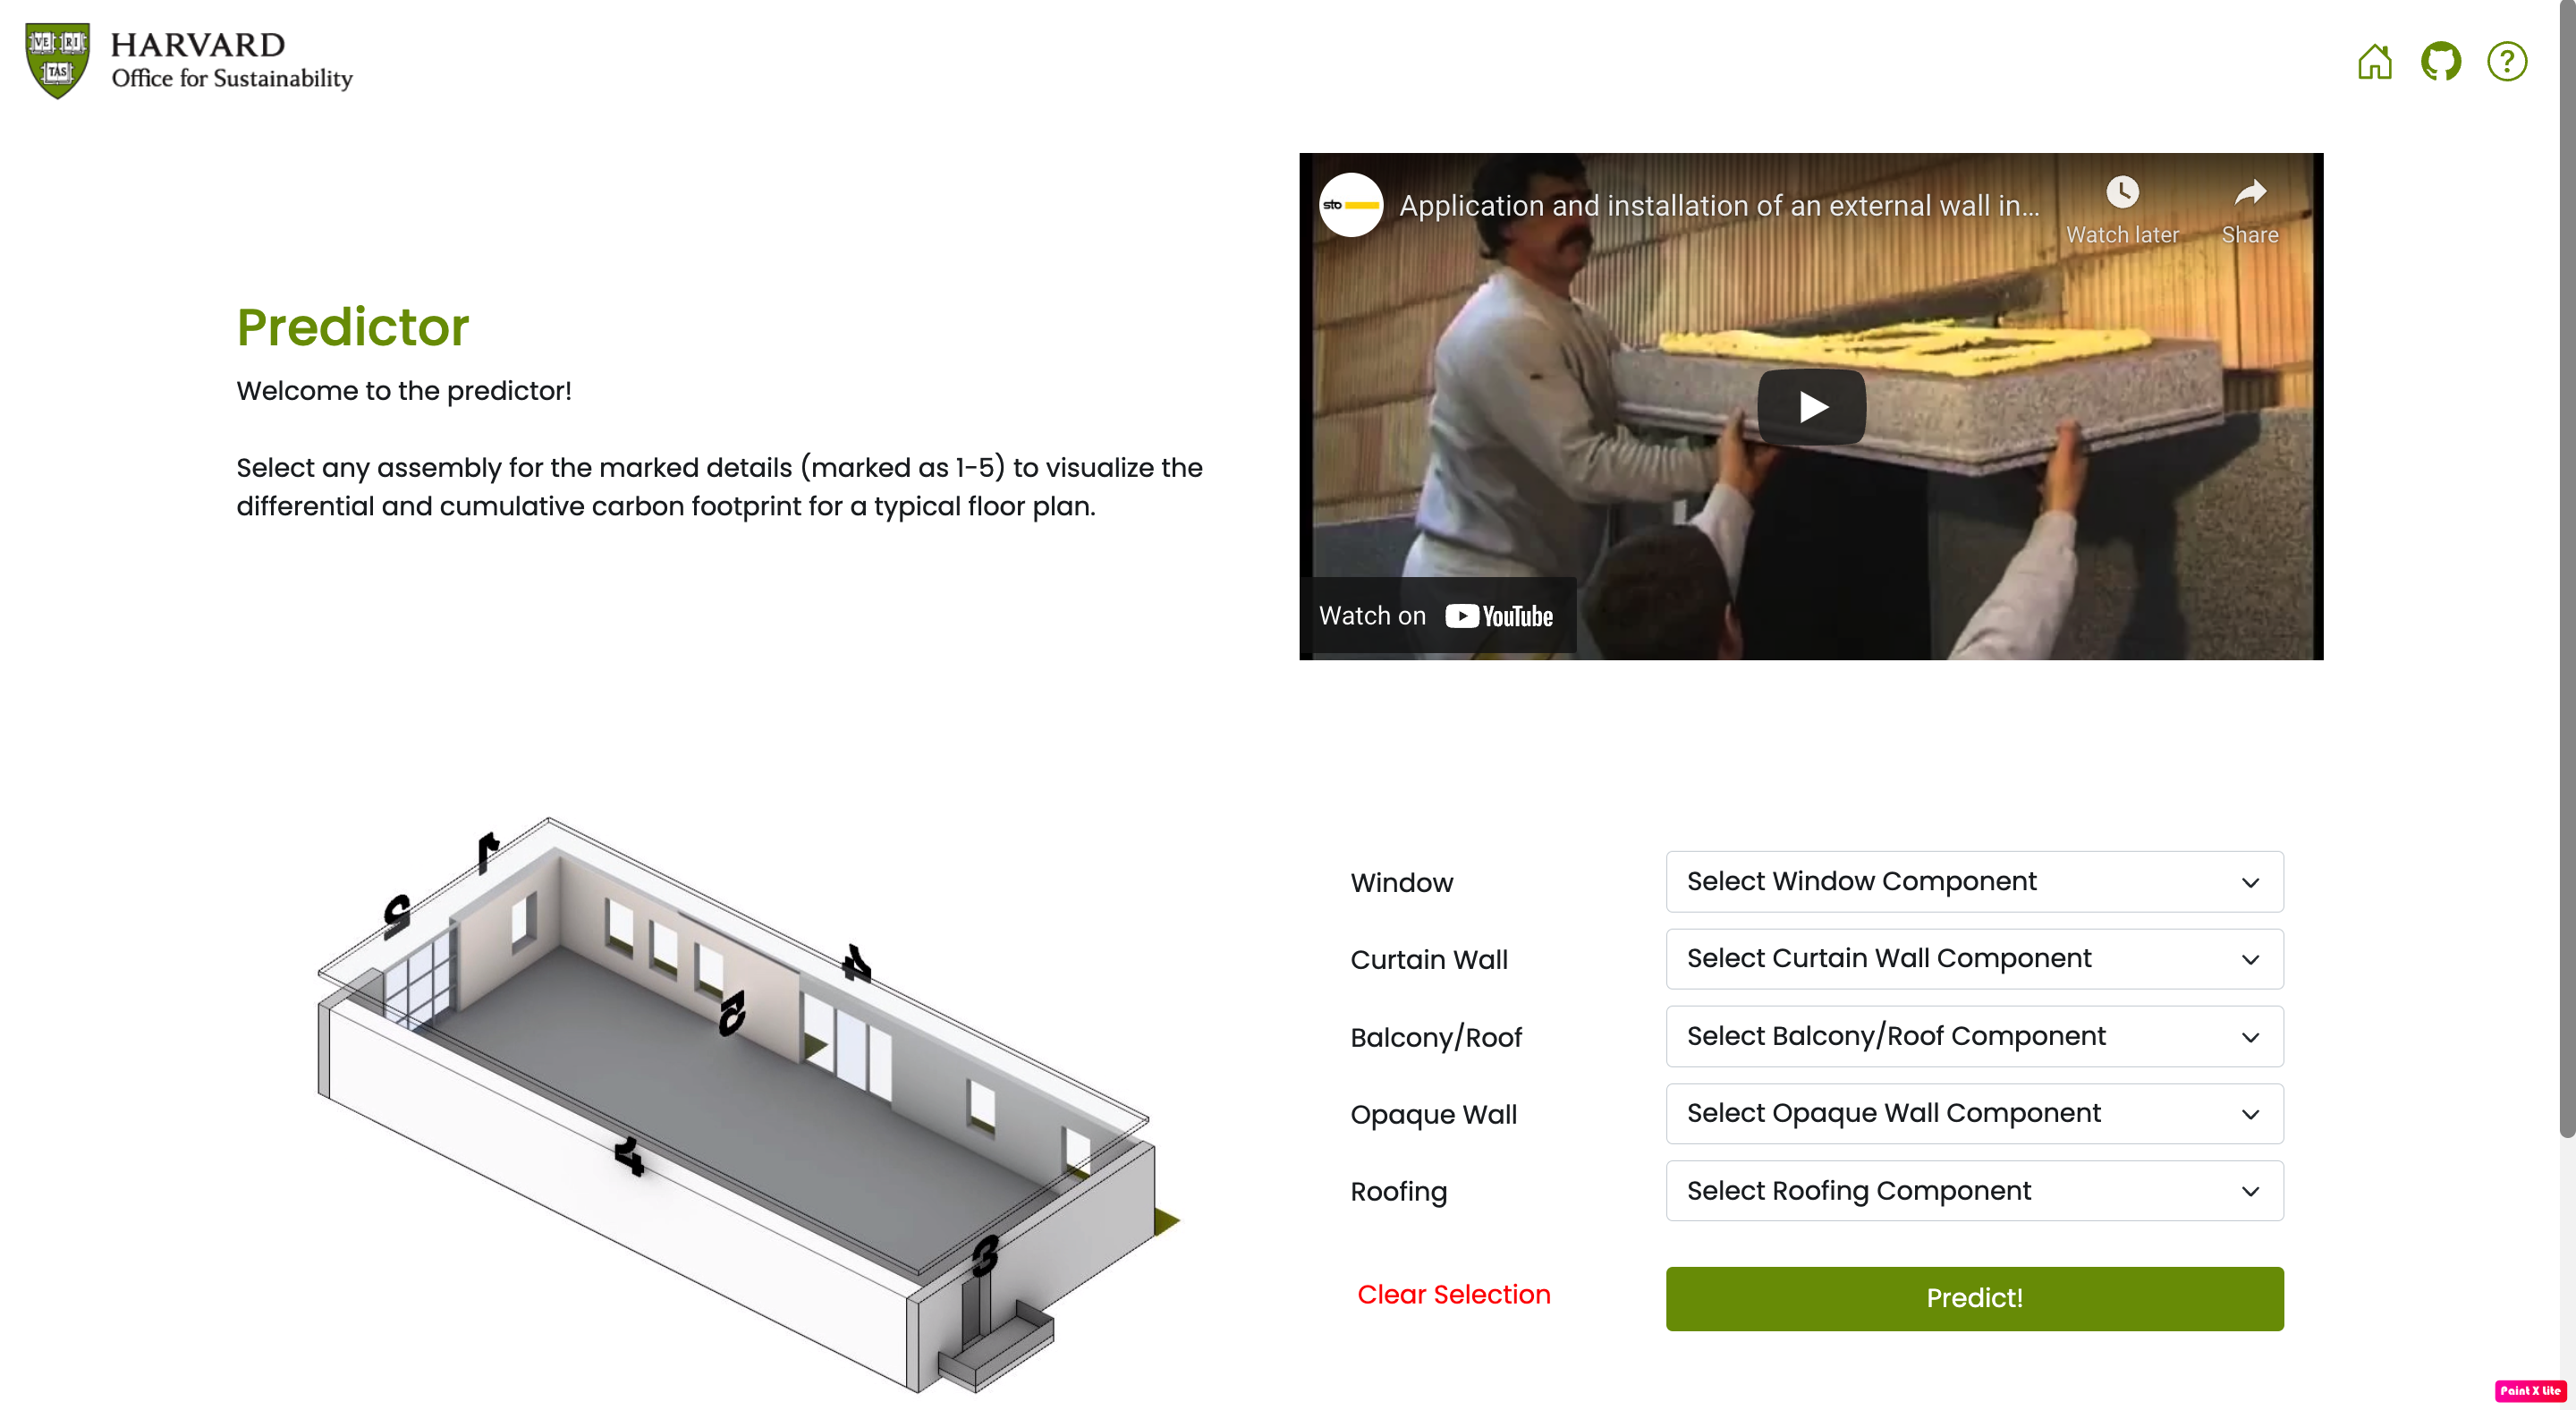 VE RI
TAS
HARVARD
Office for Sustainability
?
sto
Application and installation of an external wall in...
Watch later
Share
Watch on YouTube
Predictor
Welcome to the predictor!
Select any assembly for the marked details (marked as 1-5) to visualize the
differential and cumulative carbon footprint for a typical floor plan.
1
2
4
5
4
3
Window
Select Window Component
Curtain Wall
Select Curtain Wall Component
Balcony/Roof
Select Balcony/Roof Component
Opaque Wall
Select Opaque Wall Component
Roofing
Select Roofing Component
Clear Selection
Predict!
Paint X Lite